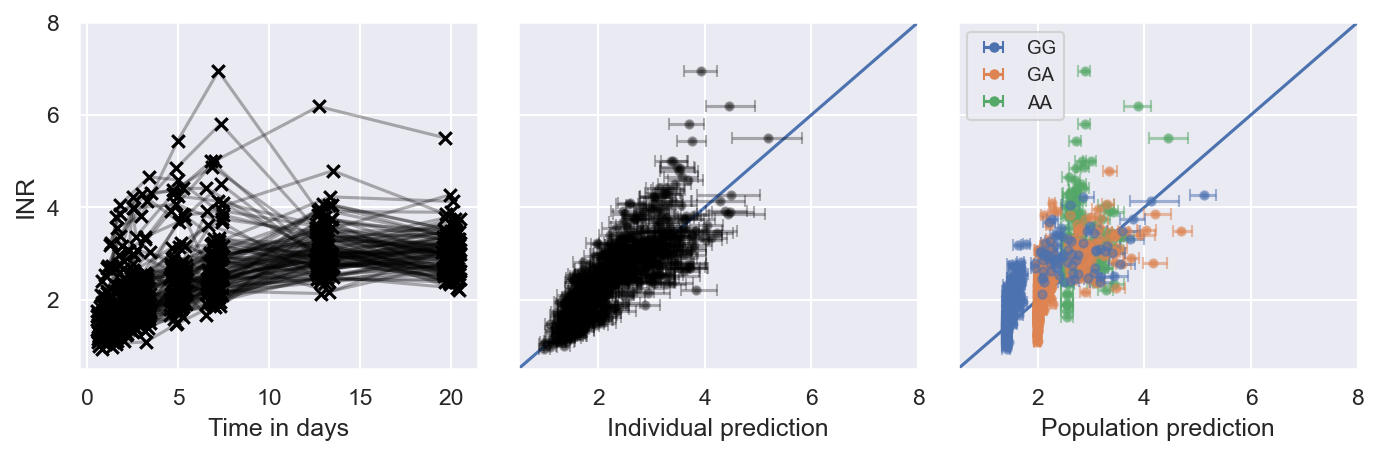 INR
8
6
4
2
0 5 10 15 20
Time in days
2 4 6 8
Individual prediction
GG
GA
AA
2 4 6 8
Population prediction